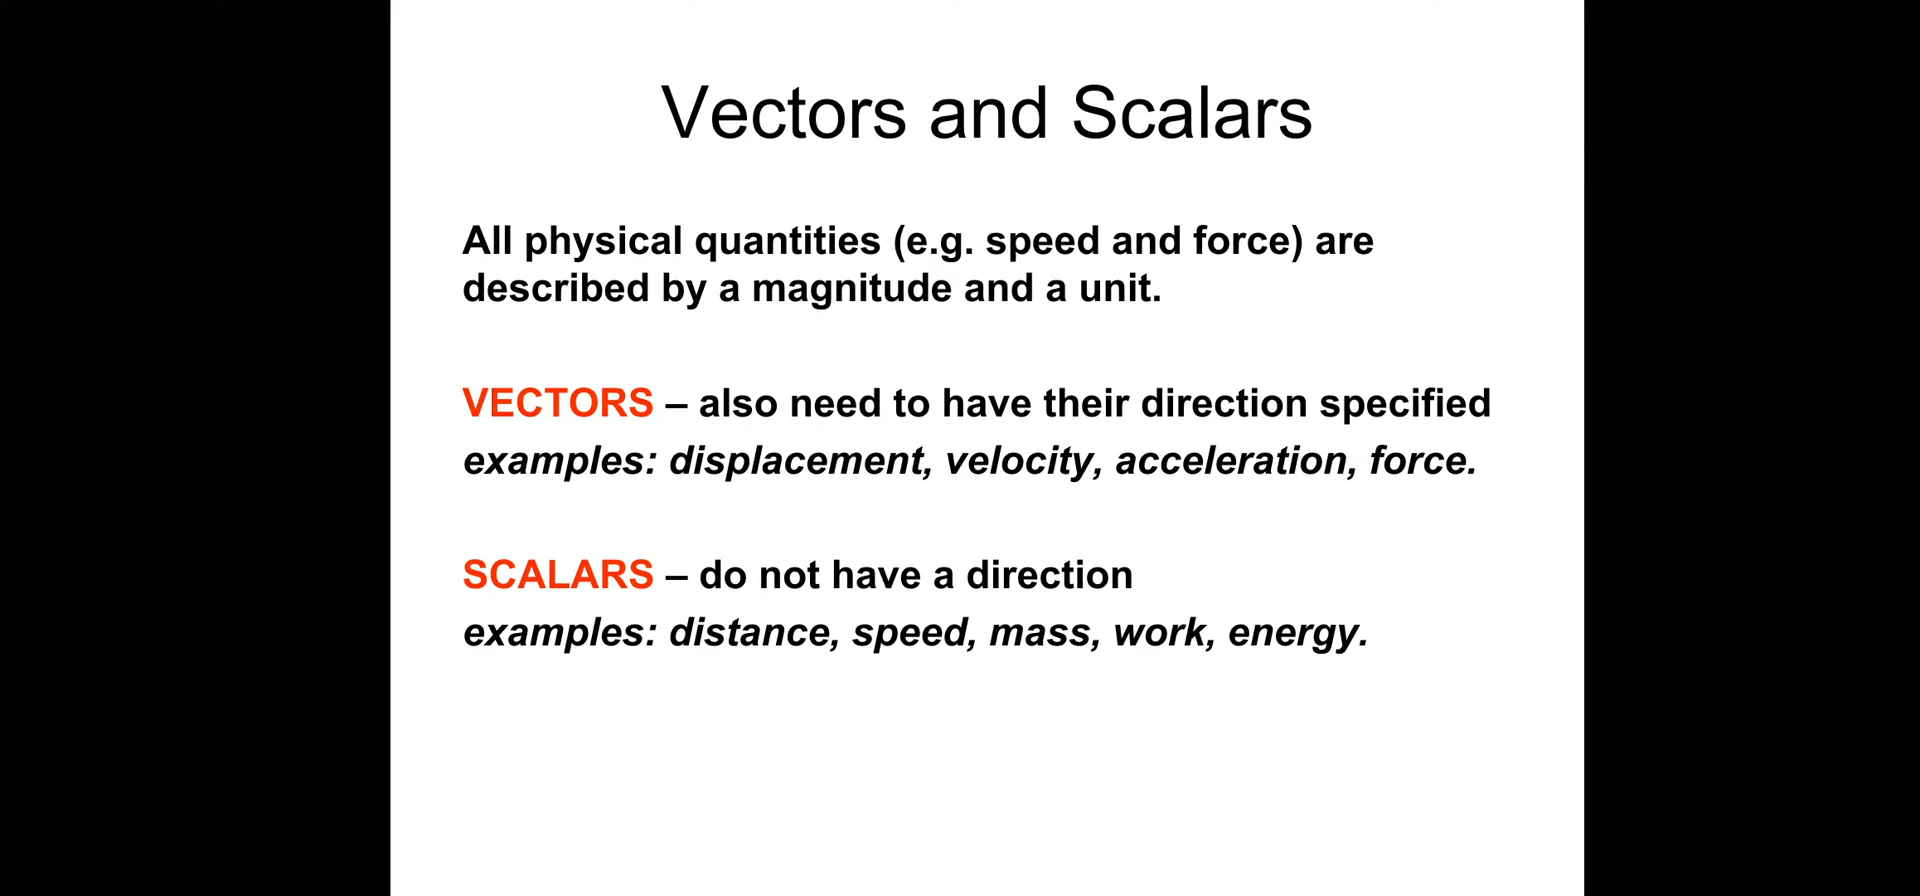 Vectors and Scalars
All physical quantities (e.g. speed and force) are
described by a magnitude and a unit.
VECTORS – also need to have their direction specified
examples: displacement, velocity, acceleration, force.
SCALARS – do not have a direction
examples: distance, speed, mass, work, energy.